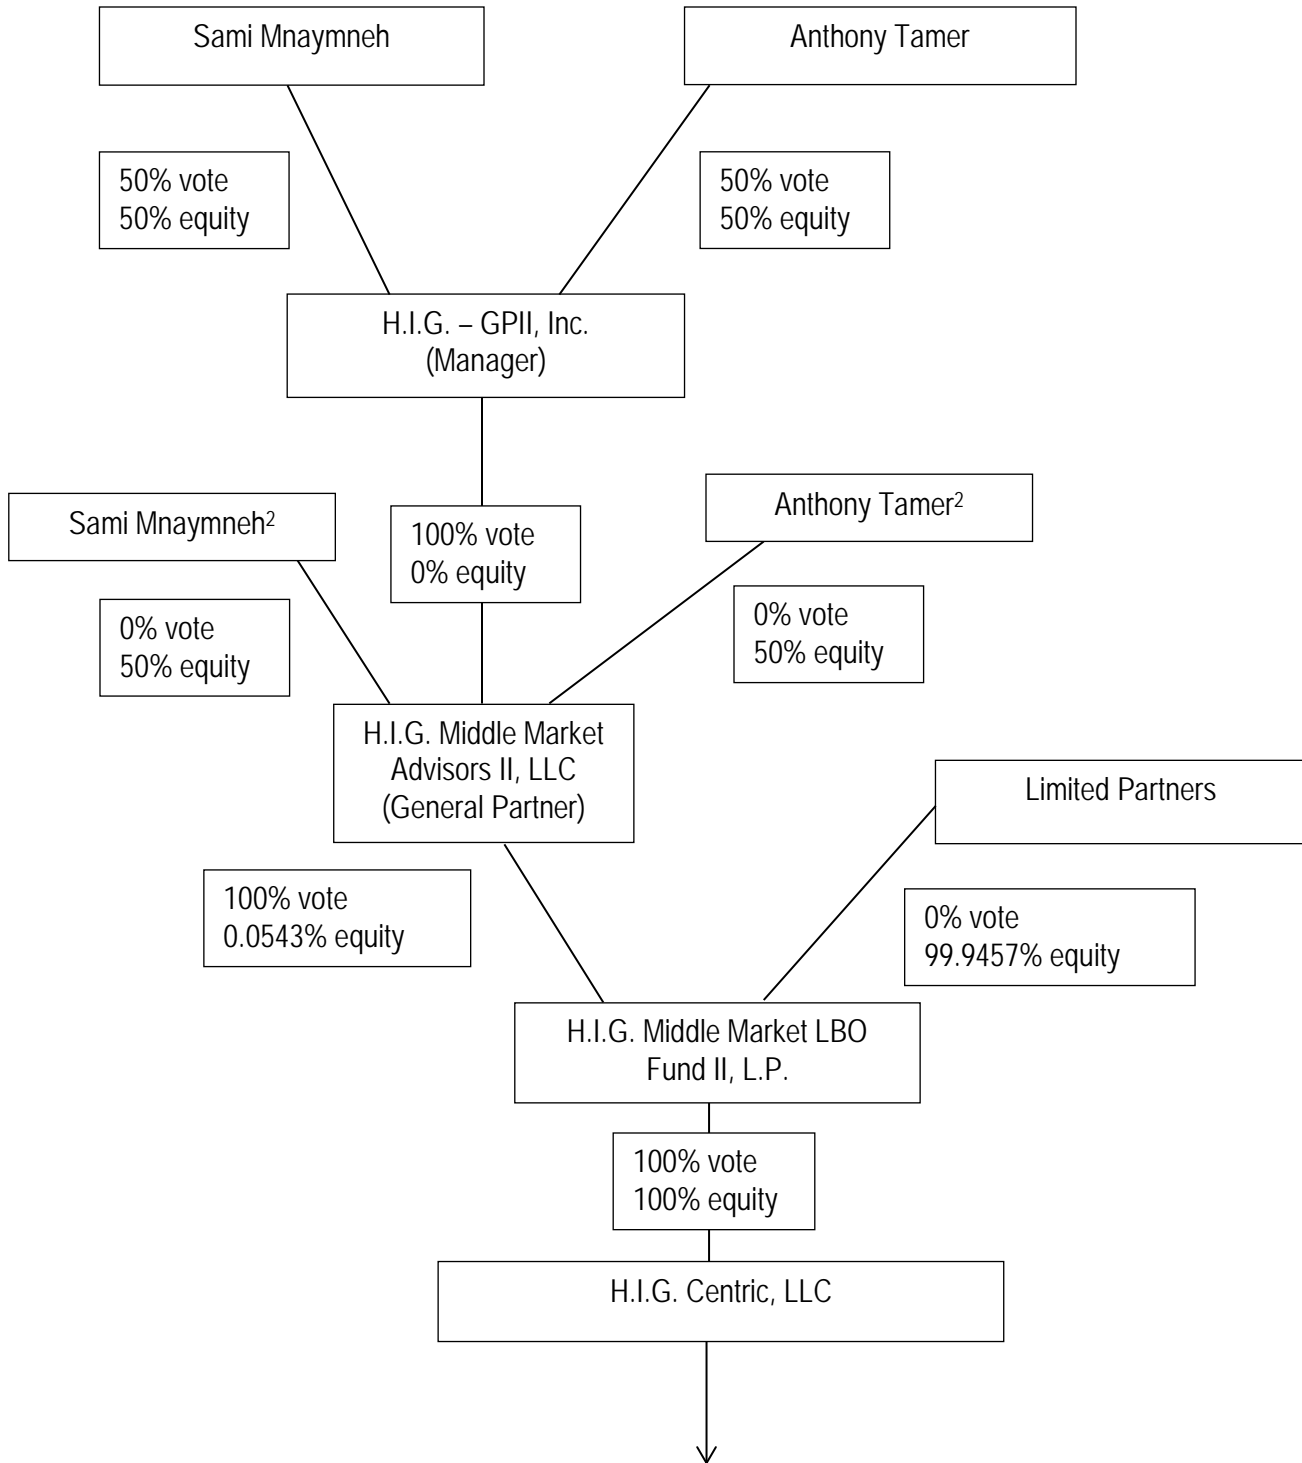 Sami Mnaymneh
Anthony Tamer
50% vote
50% equity
50% vote
50% equity
H.I.G. – GPII, Inc.
(Manager)
Sami Mnaymneh²
Anthony Tamer²
100% vote
0% equity
0% vote
50% equity
0% vote
50% equity
H.I.G. Middle Market
Advisors II, LLC
(General Partner)
Limited Partners
100% vote
0.0543% equity
0% vote
99.9457% equity
H.I.G. Middle Market LBO
Fund II, L.P.
100% vote
100% equity
H.I.G. Centric, LLC